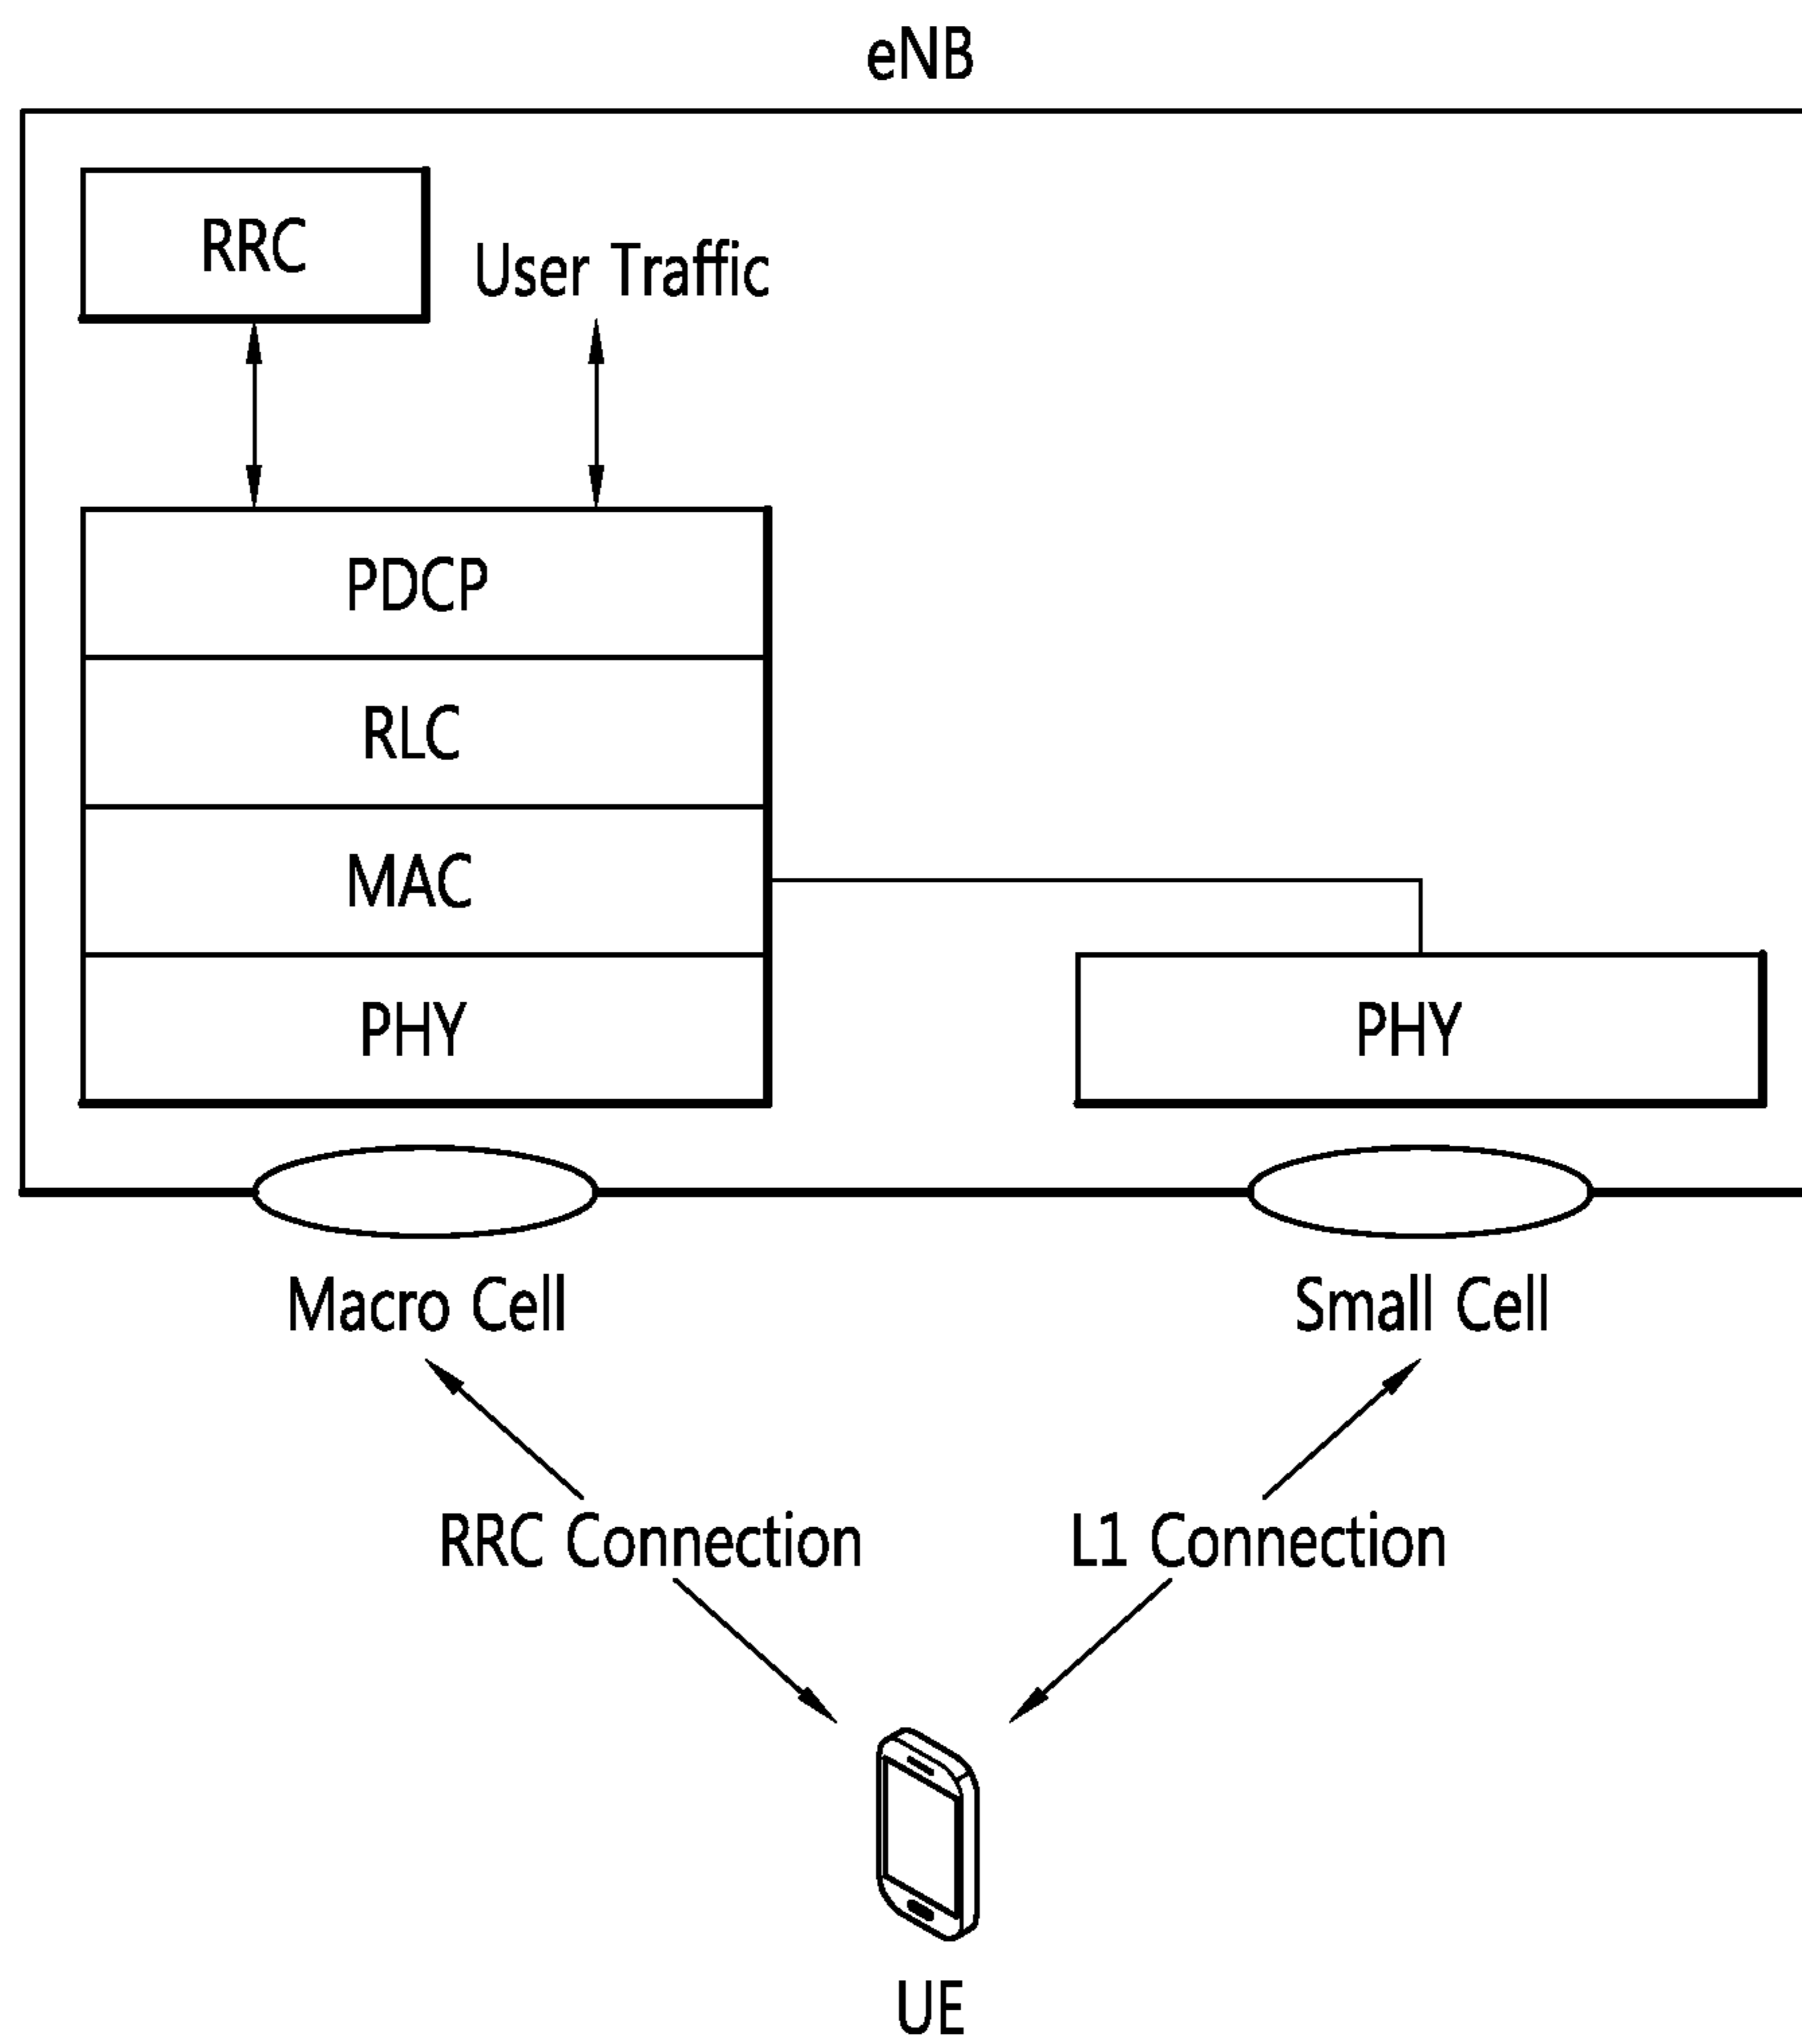 eNB
RRC
User Traffic
PDCP
RLC
MAC
PHY
PHY
Macro Cell
Small Cell
RRC Connection
L1 Connection
UE